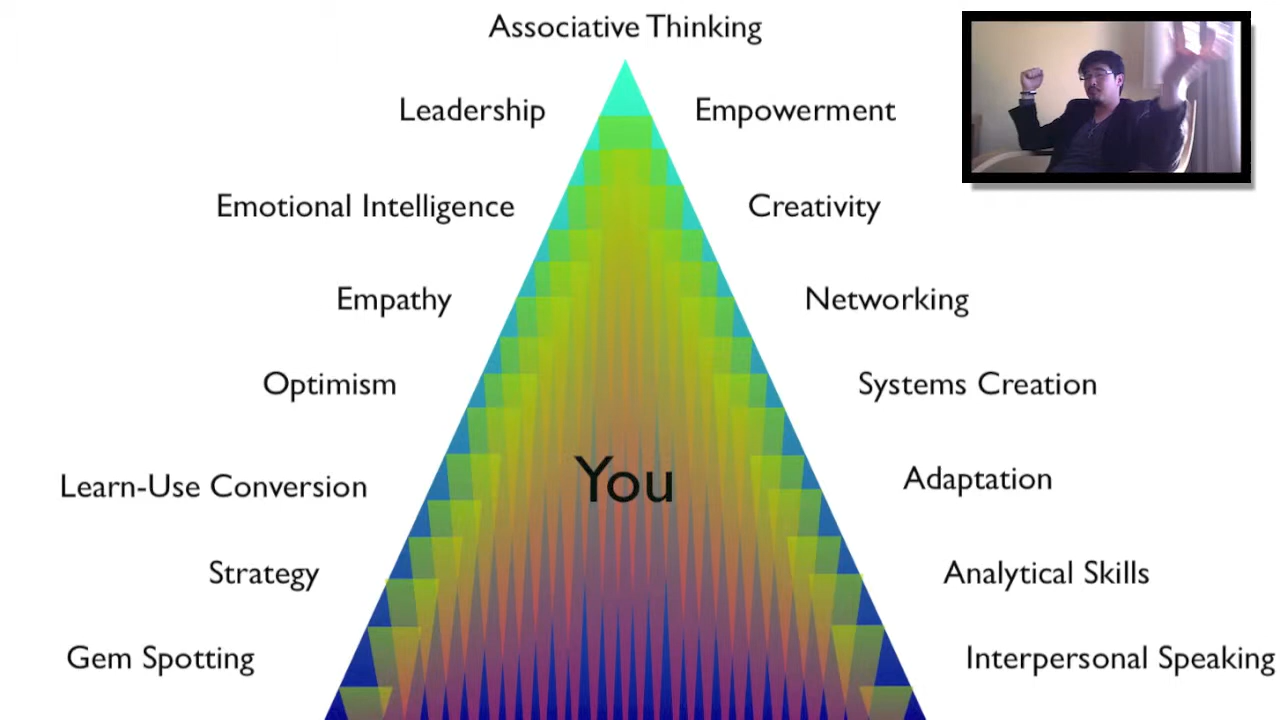 Associative Thinking
Leadership
Empowerment
Emotional Intelligence
Creativity
Empathy
Networking
Optimism
Systems Creation
You
Learn-Use Conversion
Adaptation
Strategy
Analytical Skills
Gem Spotting
Interpersonal Speaking